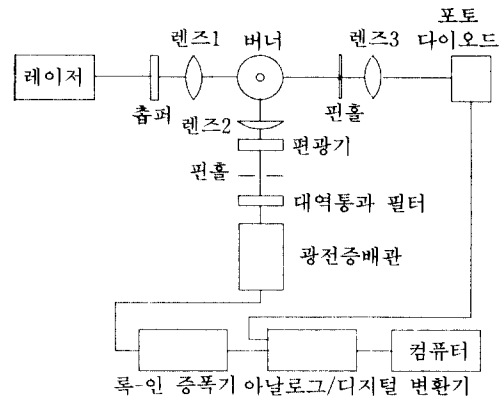 포토
다이오드
렌즈1
버너
렌즈3
레이저
춉퍼
핀홀
렌즈2
편광기
핀홀
대역통과 필터
광전증배관
컴퓨터
록-인 증폭기
아날로그/디지털 변환기